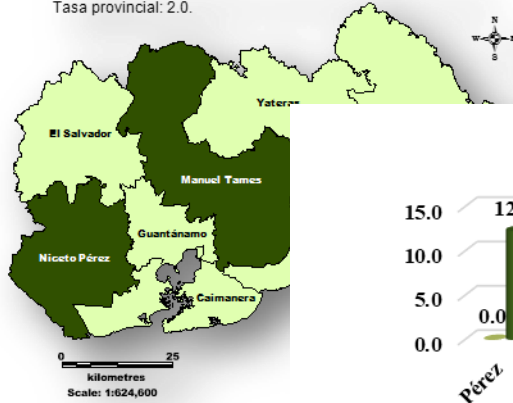 Tasa provincial: 2.0.
N
W E
S
Yateras
El Salvador
Manuel Tames
Guantánamo
Niceto Pérez
Caimanera
0 25
kilometres
Scale: 1:624,600
15.0
10.0
5.0
0.0
12
0.0
Pérez